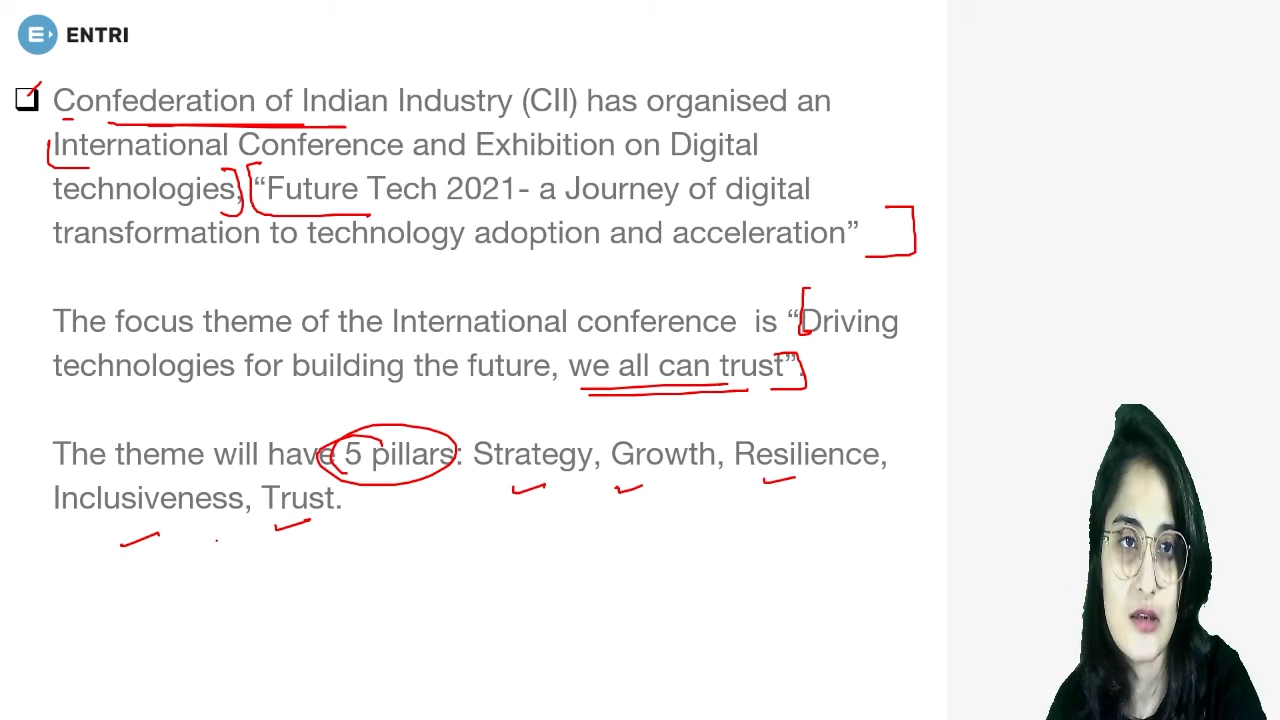 ENTRI
Confederation of Indian Industry (CII) has organised an
International Conference and Exhibition on Digital
technologies, “Future Tech 2021- a Journey of digital
transformation to technology adoption and acceleration”
The focus theme of the International conference  is “Driving
technologies for building the future, we all can trust”.
The theme will have 5 pillars: Strategy, Growth, Resilience,
Inclusiveness, Trust.